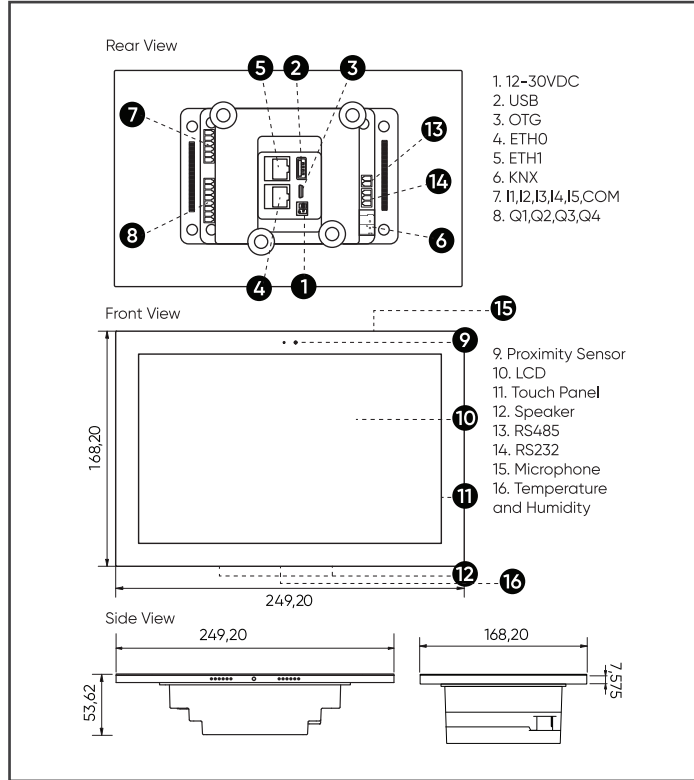 Rear View
5
2
3
7
13
14
8
6
4
1
1. 12-30VDC
2. USB
3. OTG
4. ETH0
5. ETH1
6. KNX
7. I1,I2,I3,I4,I5,COM
8. Q1,Q2,Q3,Q4
Front View
15
9
10
11
12
16
168,20
249,20
9. Proximity Sensor
10. LCD
11. Touch Panel
12. Speaker
13. RS485
14. RS232
15. Microphone
16. Temperature
and Humidity
Side View
249,20
168,20
53,62
7,575